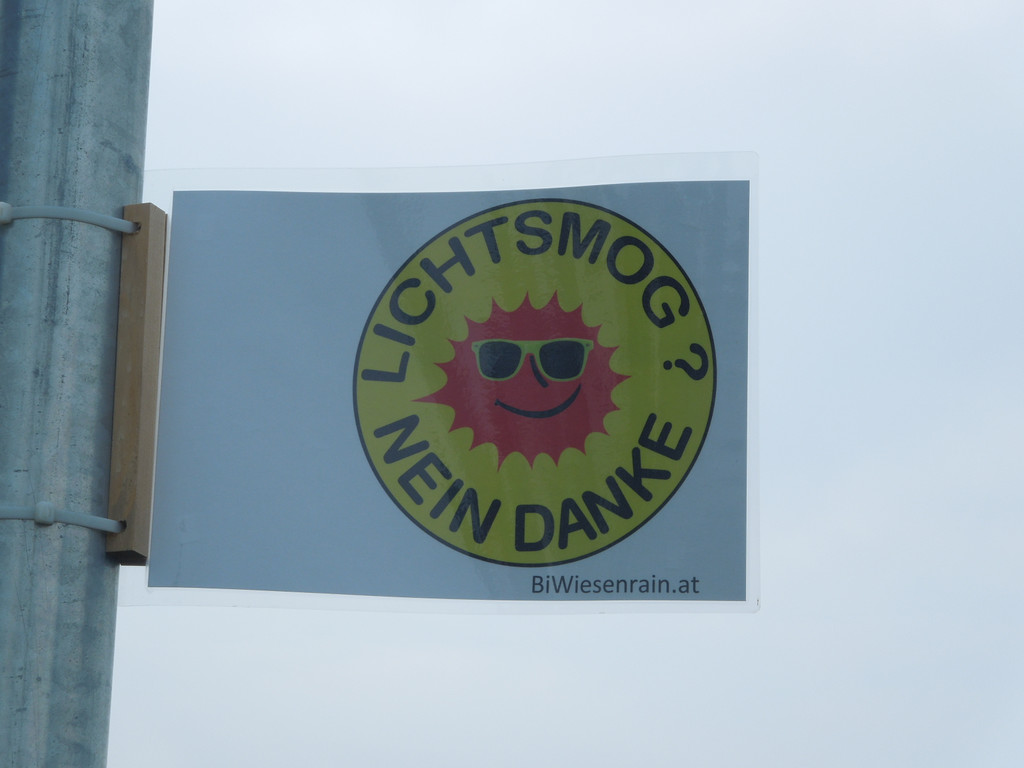 LICHTSMOG?
NEIN DANKE
BiWiesenrain.at